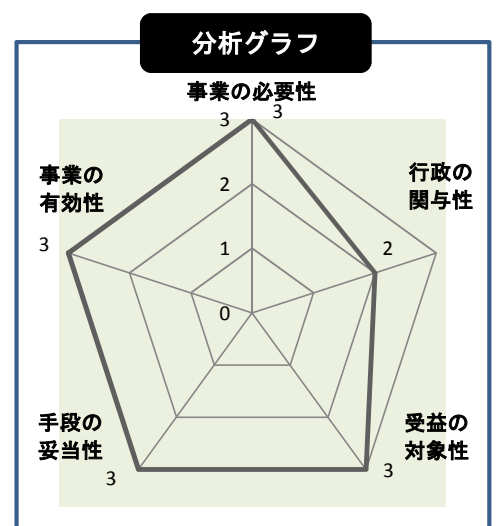 分析グラフ
事業の必要性
3
3
事業の
有効性
行政の
関与性
2
3
2
1
0
手段の
妥当性
受益の
対象性
3
3